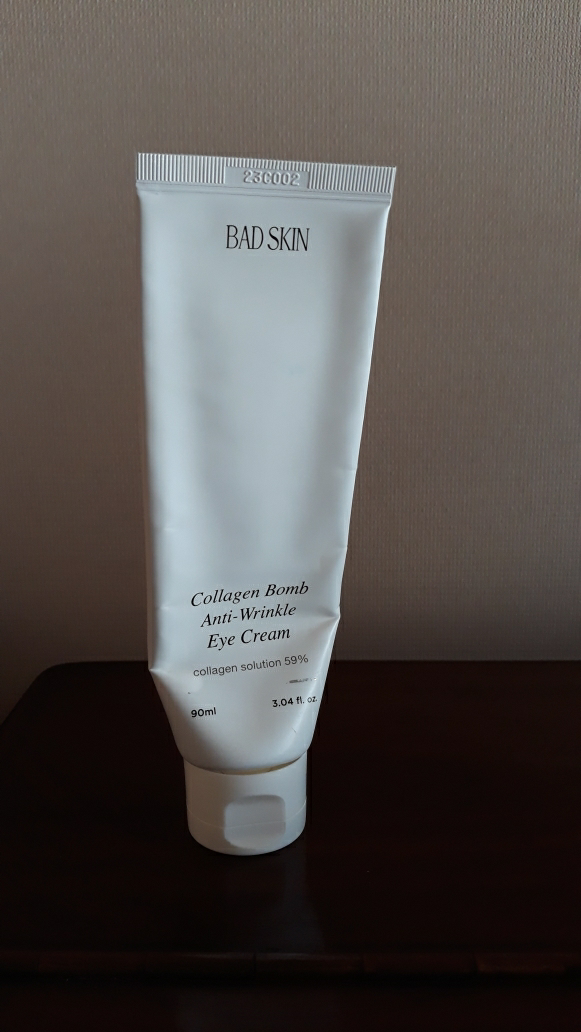 23C002
BAD SKIN
Collagen Bomb
Anti-Wrinkle
Eye Cream
collagen solution 59%
90ml 3.04 fl. oz.